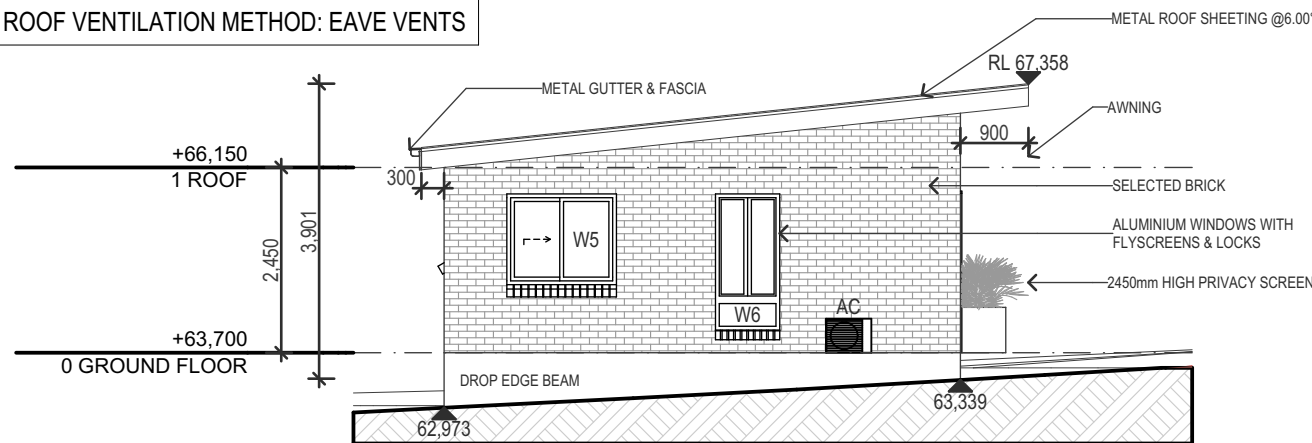 ROOF VENTILATION METHOD: EAVE VENTS
METAL ROOF SHEETING @6.00°
RL 67,358
METAL GUTTER & FASCIA
AWNING
900
+66,150
1 ROOF
300
SELECTED BRICK
2,450
3,901
W5
ALUMINIUM WINDOWS WITH
FLYSCREENS & LOCKS
2450mm HIGH PRIVACY SCREEN
W6
AC
+63,700
0 GROUND FLOOR
DROP EDGE BEAM
63,339
62,973